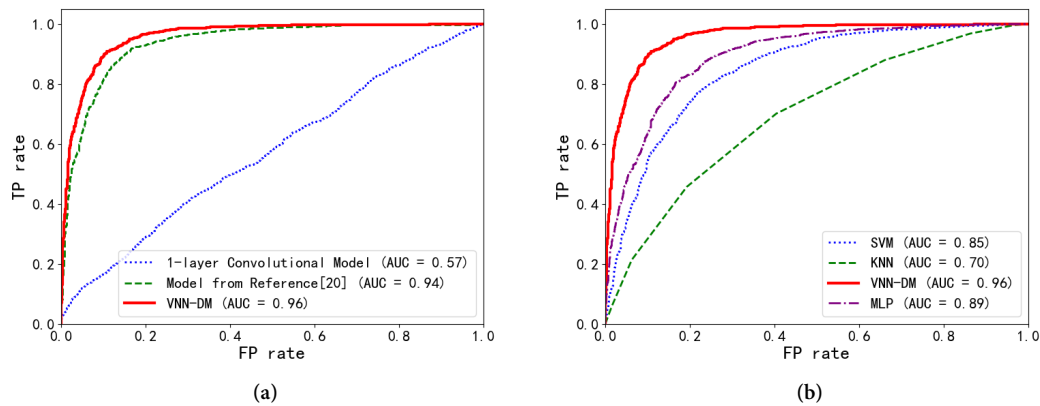 1.0
0.8
0.6
0.4
0.2
0.0
TP rate
1-layer Convolutional Model (AUC = 0.57)
Model from Reference[20] (AUC = 0.94)
VNN-DM (AUC = 0.96)
0.0 0.2 0.4 0.6 0.8 1.0
FP rate
(a)
1.0
0.8
0.6
0.4
0.2
0.0
TP rate
SVM (AUC = 0.85)
KNN (AUC = 0.70)
VNN-DM (AUC = 0.96)
MLP (AUC = 0.89)
0.0 0.2 0.4 0.6 0.8 1.0
FP rate
(b)